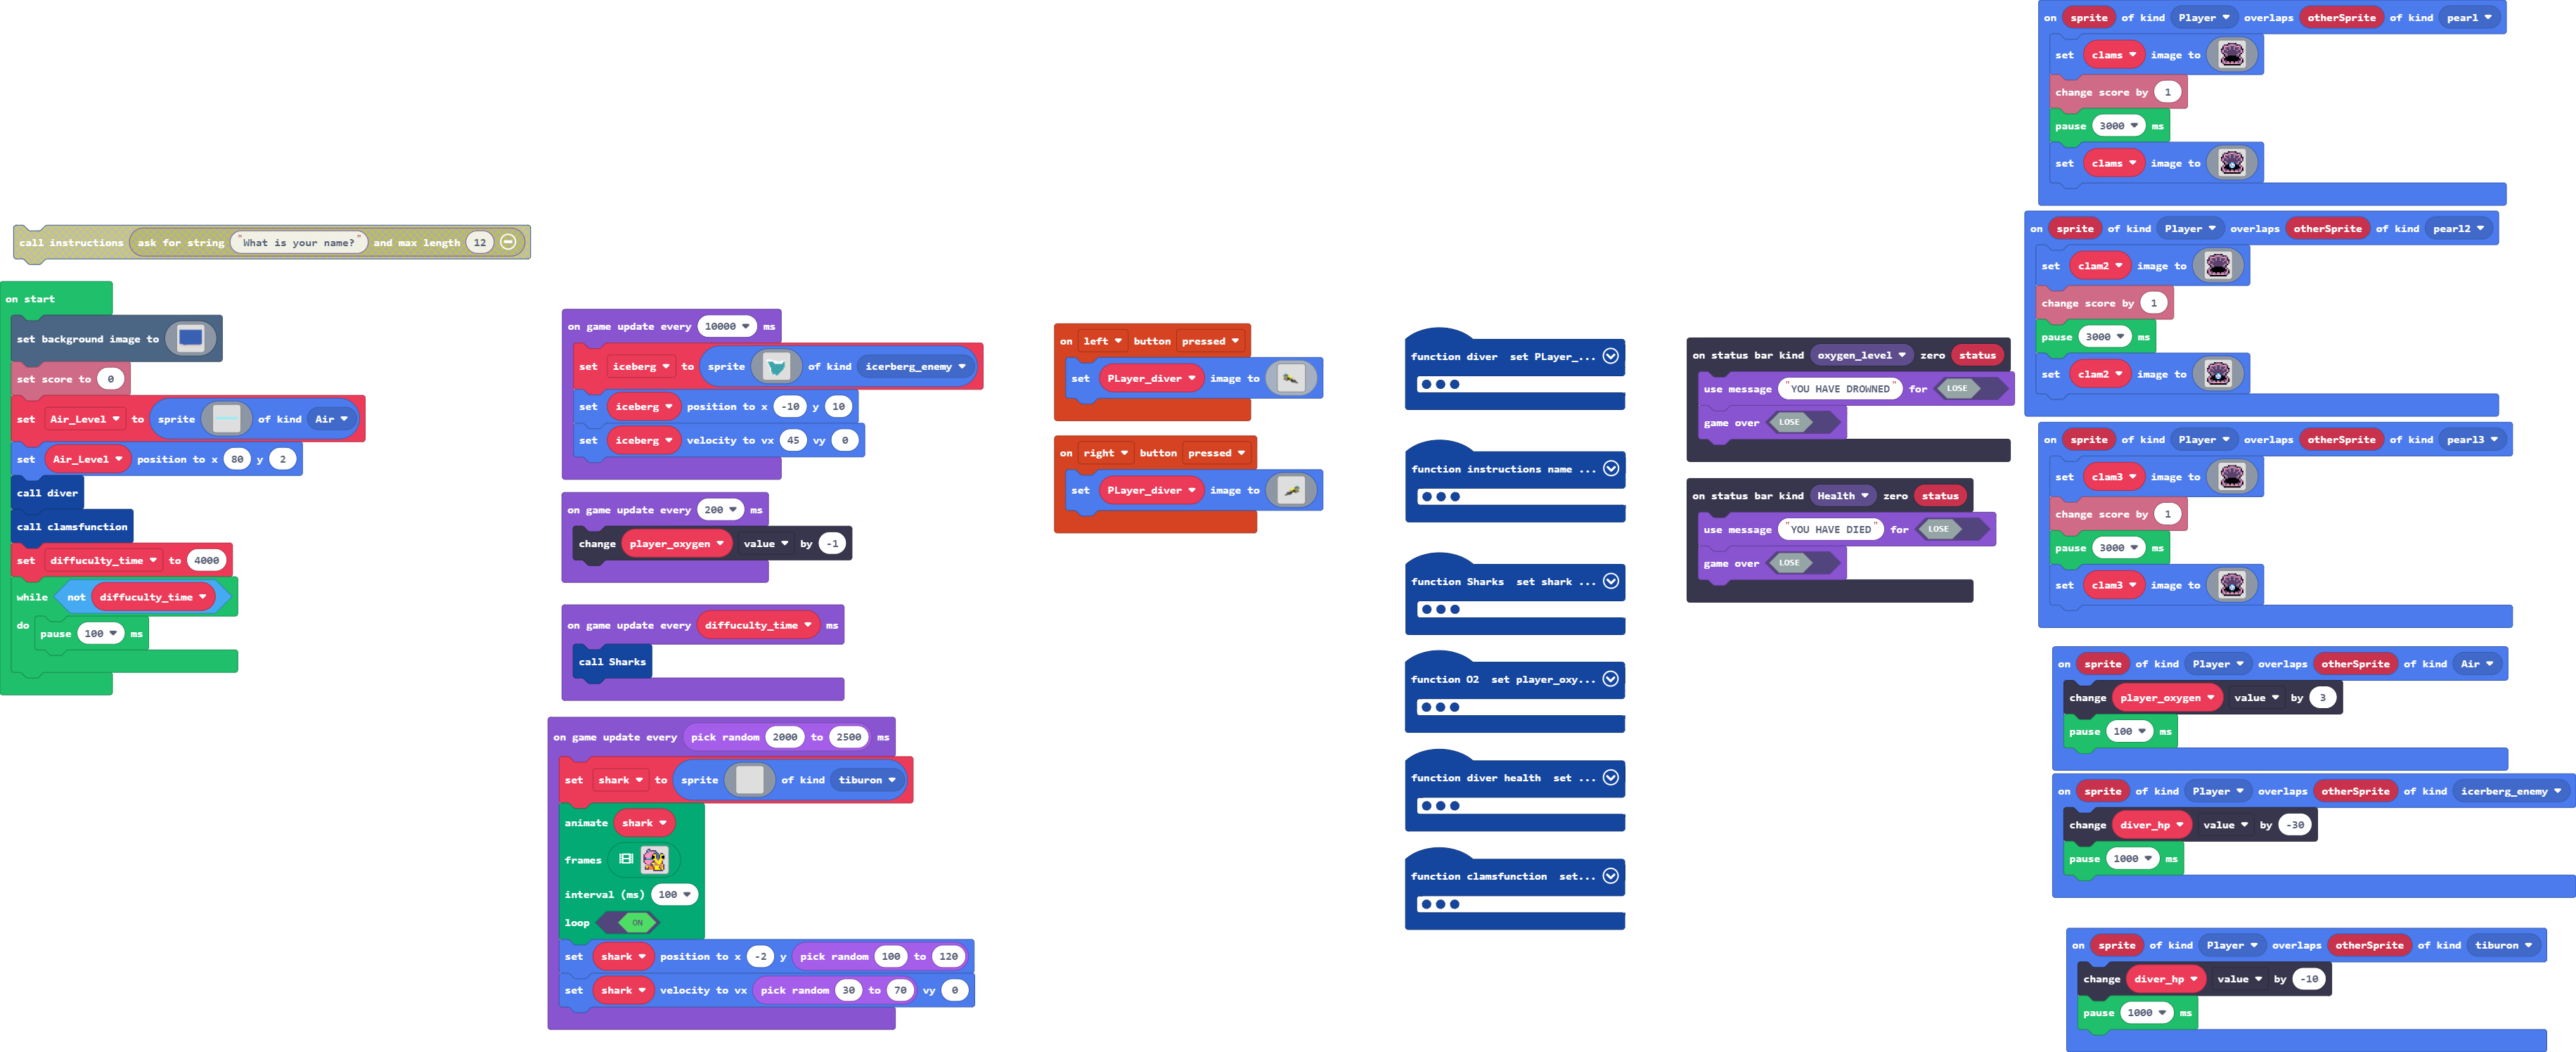 call instructions ask for string "What is your name?" and max length 12
on start
set background image to
set score to 0
set Air_Level to sprite of kind Air
set Air_Level position to x 80 y 2
call diver
call clamsfunction
set diffuculty_time to 4000
while not diffuculty_time
do pause 100 ms
on game update every 10000 ms
set iceberg to sprite of kind icerberg_enemy
set iceberg position to x -10 y 10
set iceberg velocity to vx 45 vy 0
on game update every 200 ms
change player_oxygen value by -1
on game update every diffuculty_time ms
call Sharks
on game update every pick random 2000 to 2500 ms
set shark to sprite of kind tiburon
animate shark
frames
interval (ms) 100
loop ON
set shark position to x -2 y pick random 100 to 120
set shark velocity to vx pick random 30 to 70 vy 0
on left button pressed
set PLayer_diver image to
on right button pressed
set PLayer_diver image to
function diver set PLayer_...
function instructions name ...
function Sharks set shark ...
function O2 set player_oxy...
function diver health set ...
function clamsfunction set...
on status bar kind oxygen_level zero status
use message "YOU HAVE DROWNED" for LOSE
game over LOSE
on status bar kind Health zero status
use message "YOU HAVE DIED" for LOSE
game over LOSE
on sprite of kind Player overlaps otherSprite of kind pearl
set clams image to
change score by 1
pause 3000 ms
set clams image to
on sprite of kind Player overlaps otherSprite of kind pearl2
set clam2 image to
change score by 1
pause 3000 ms
set clam2 image to
on sprite of kind Player overlaps otherSprite of kind pearl3
set clam3 image to
change score by 1
pause 3000 ms
set clam3 image to
on sprite of kind Player overlaps otherSprite of kind Air
change player_oxygen value by 3
pause 100 ms
on sprite of kind Player overlaps otherSprite of kind icerberg_enemy
change diver_hp value by -30
pause 1000 ms
on sprite of kind Player overlaps otherSprite of kind tiburon
change diver_hp value by -10
pause 1000 ms